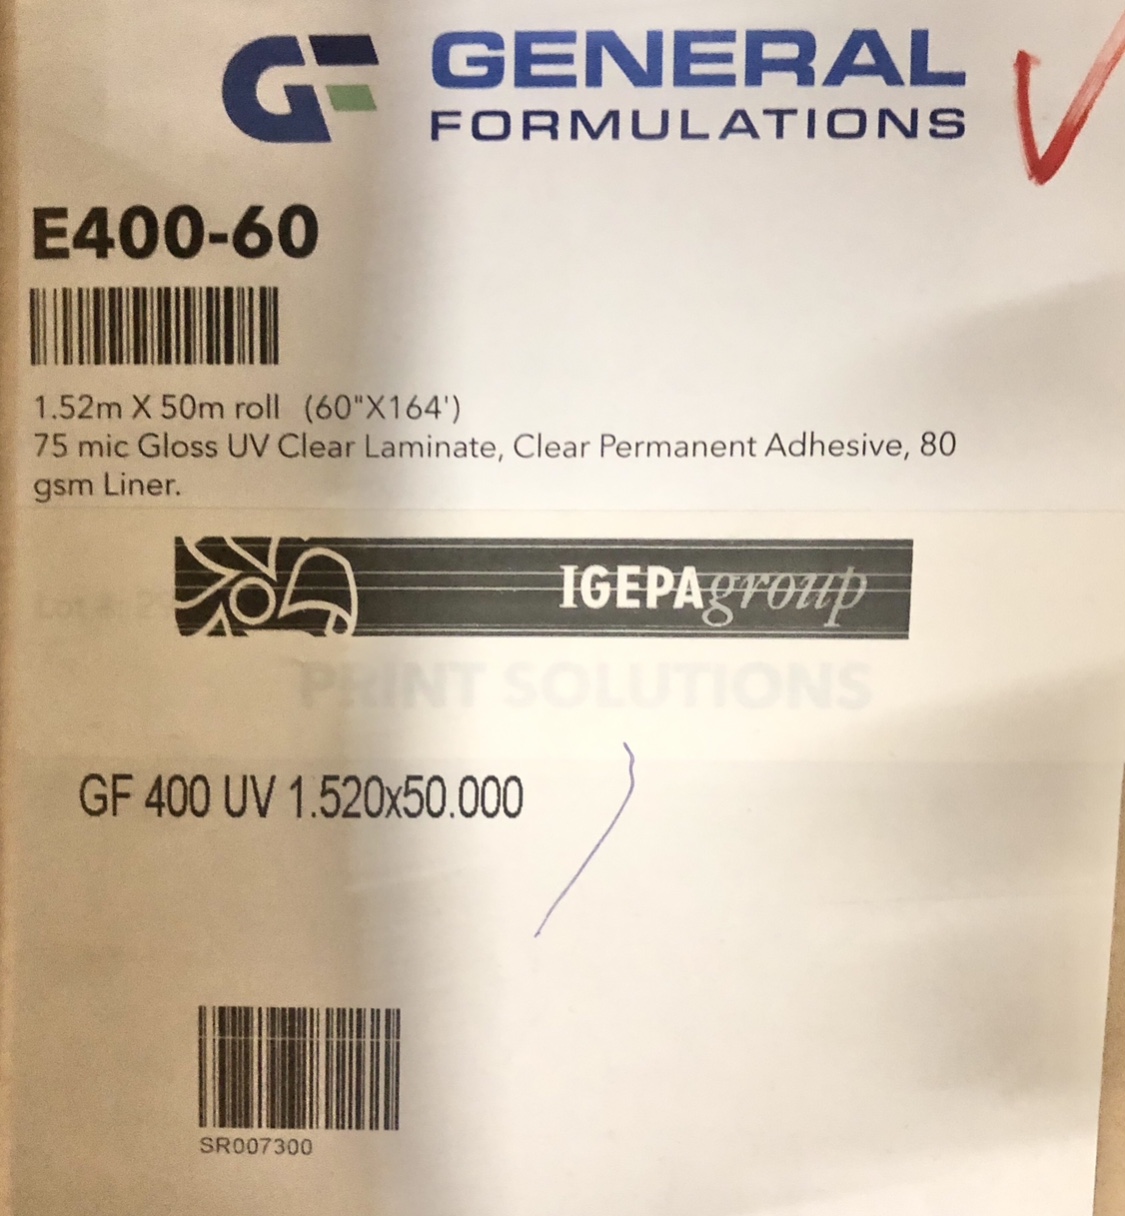 GF GENERAL
FORMULATIONS
E400-60
1.52m X 50m roll (60"X164')
75 mic Gloss UV Clear Laminate, Clear Permanent Adhesive, 80
gsm Liner.
IGEPAgroup
PRINT SOLUTIONS
GF 400 UV 1.520x50.000
SR007300